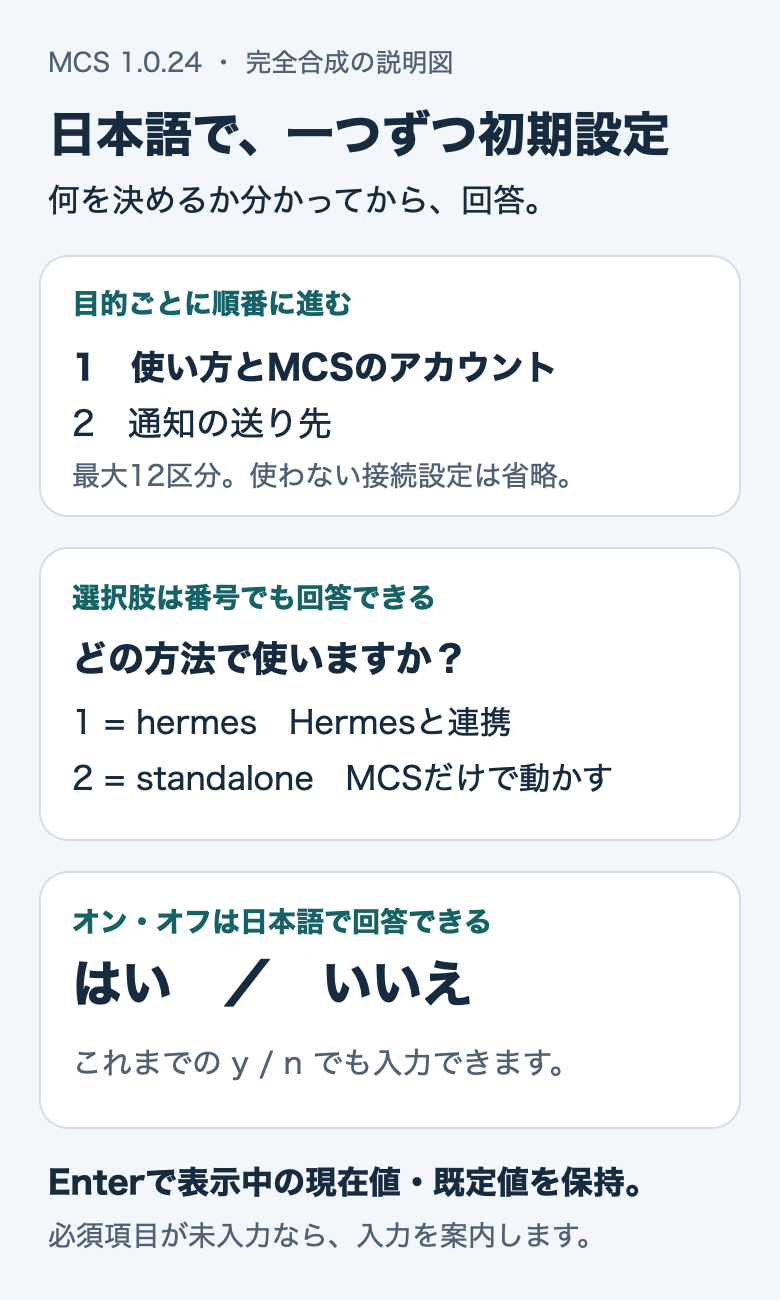 MCS 1.0.24 ・ 完全合成の説明図
日本語で、一つずつ初期設定
何を決めるか分かってから、回答。
目的ごとに順番に進む
1　使い方とMCSのアカウント
2　通知の送り先
最大12区分。使わない接続設定は省略。
選択肢は番号でも回答できる
どの方法で使いますか？
1 = hermes　Hermesと連携
2 = standalone　MCSだけで動かす
オン・オフは日本語で回答できる
はい　／　いいえ
これまでの y / n でも入力できます。
Enterで表示中の現在値・既定値を保持。
必須項目が未入力なら、入力を案内します。